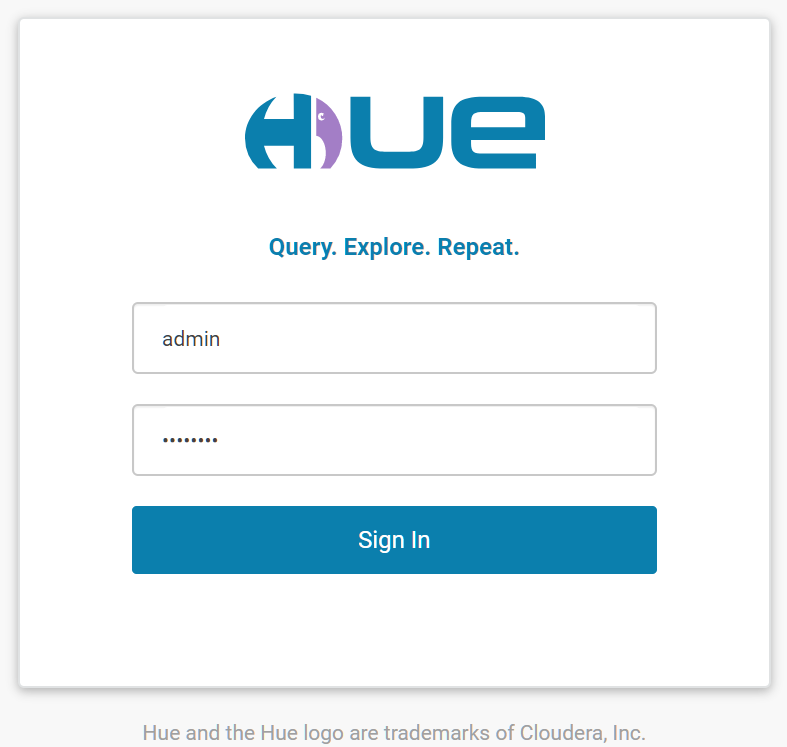 HUE
Query. Explore. Repeat.
admin
••••••••
Sign In
Hue and the Hue logo are trademarks of Cloudera, Inc.